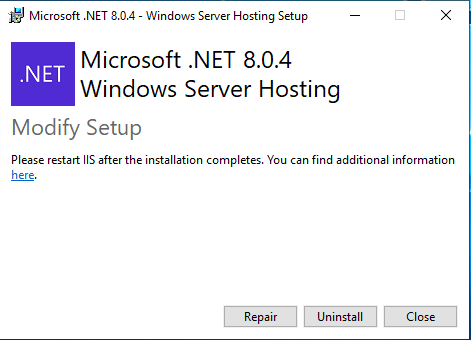 Microsoft .NET 8.0.4 - Windows Server Hosting Setup
.NET
Microsoft .NET 8.0.4
Windows Server Hosting
Modify Setup
Please restart IIS after the installation completes. You can find additional information
here.
Repair Uninstall Close